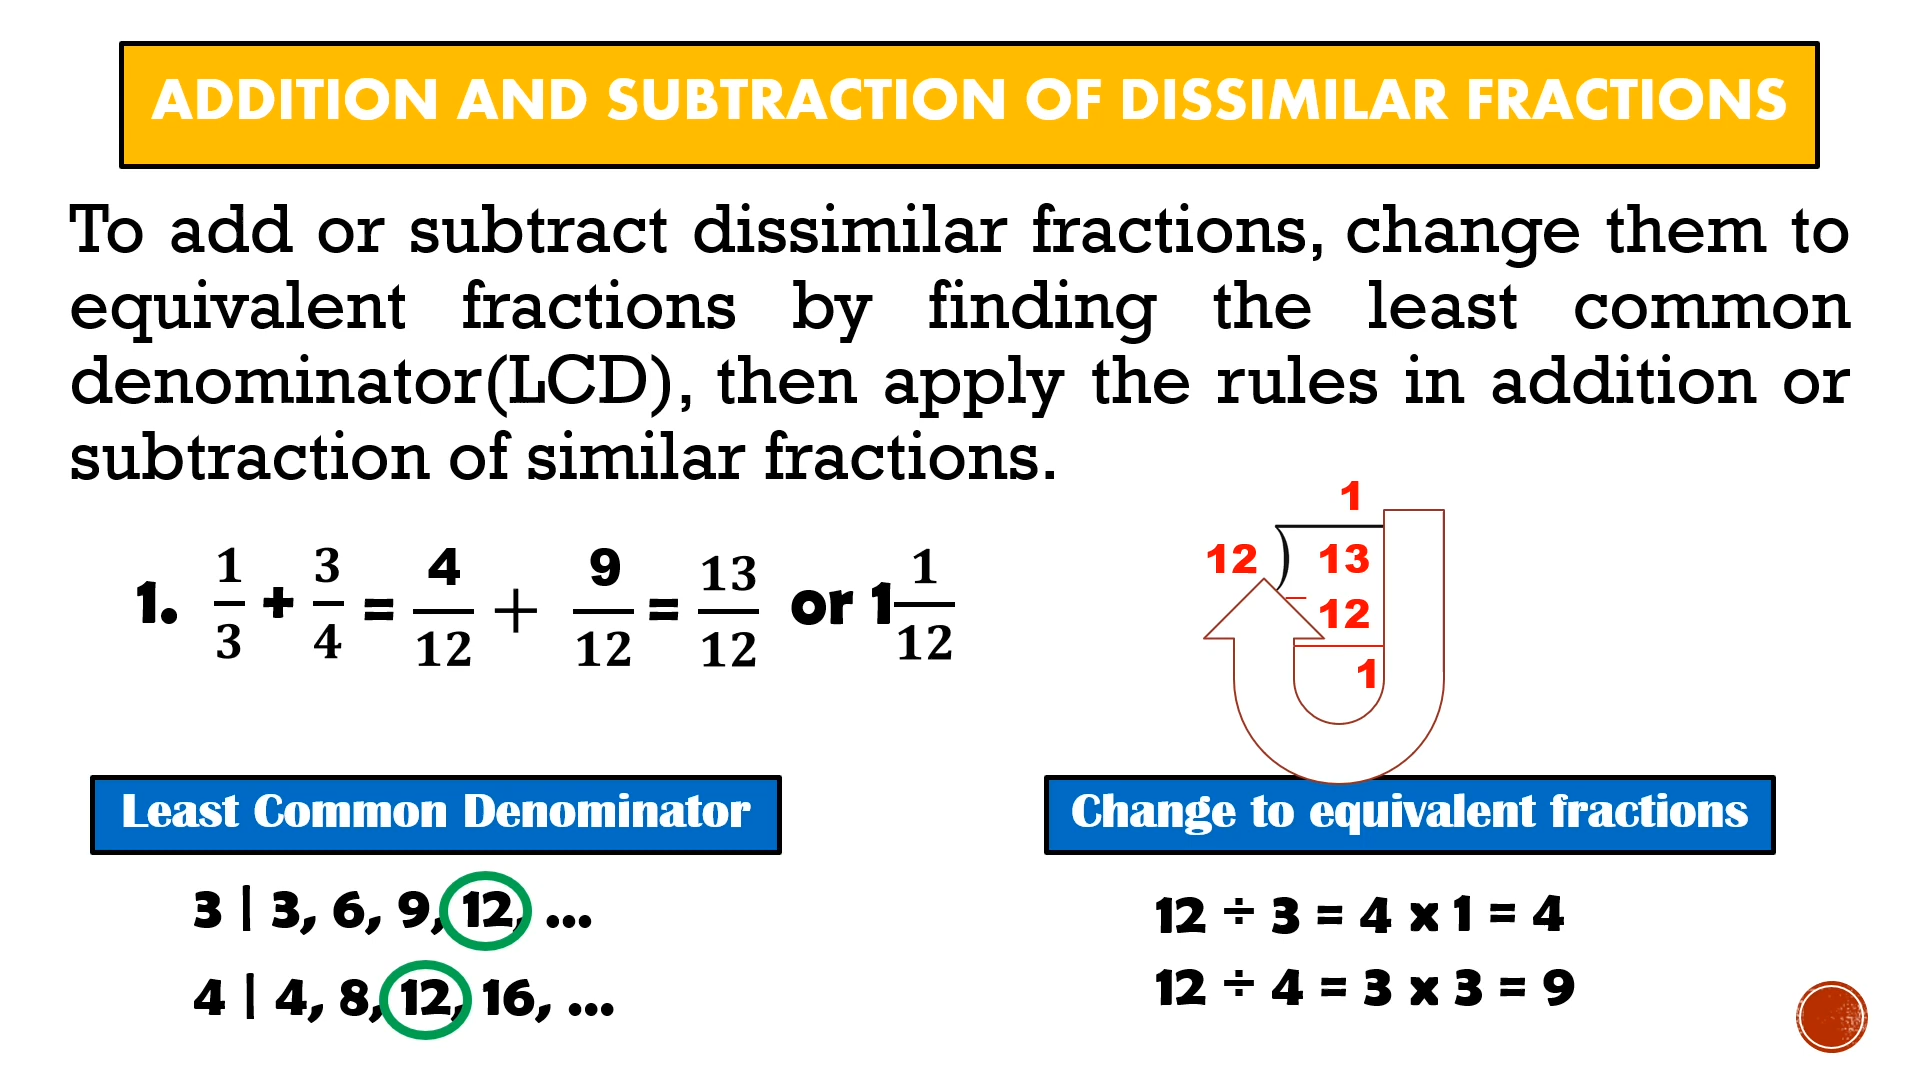 ADDITION AND SUBTRACTION OF DISSIMILAR FRACTIONS
To add or subtract dissimilar fractions, change them to
equivalent fractions by finding the least common
denominator(LCD), then apply the rules in addition or
subtraction of similar fractions.
1. 1/3 + 3/4 = 4/12 + 9/12 = 13/12 or 1 1/12
1
12 ) 13
– 12
1
Least Common Denominator
3 | 3, 6, 9, 12, ...
4 | 4, 8, 12, 16, ...
Change to equivalent fractions
12 ÷ 3 = 4 x 1 = 4
12 ÷ 4 = 3 x 3 = 9